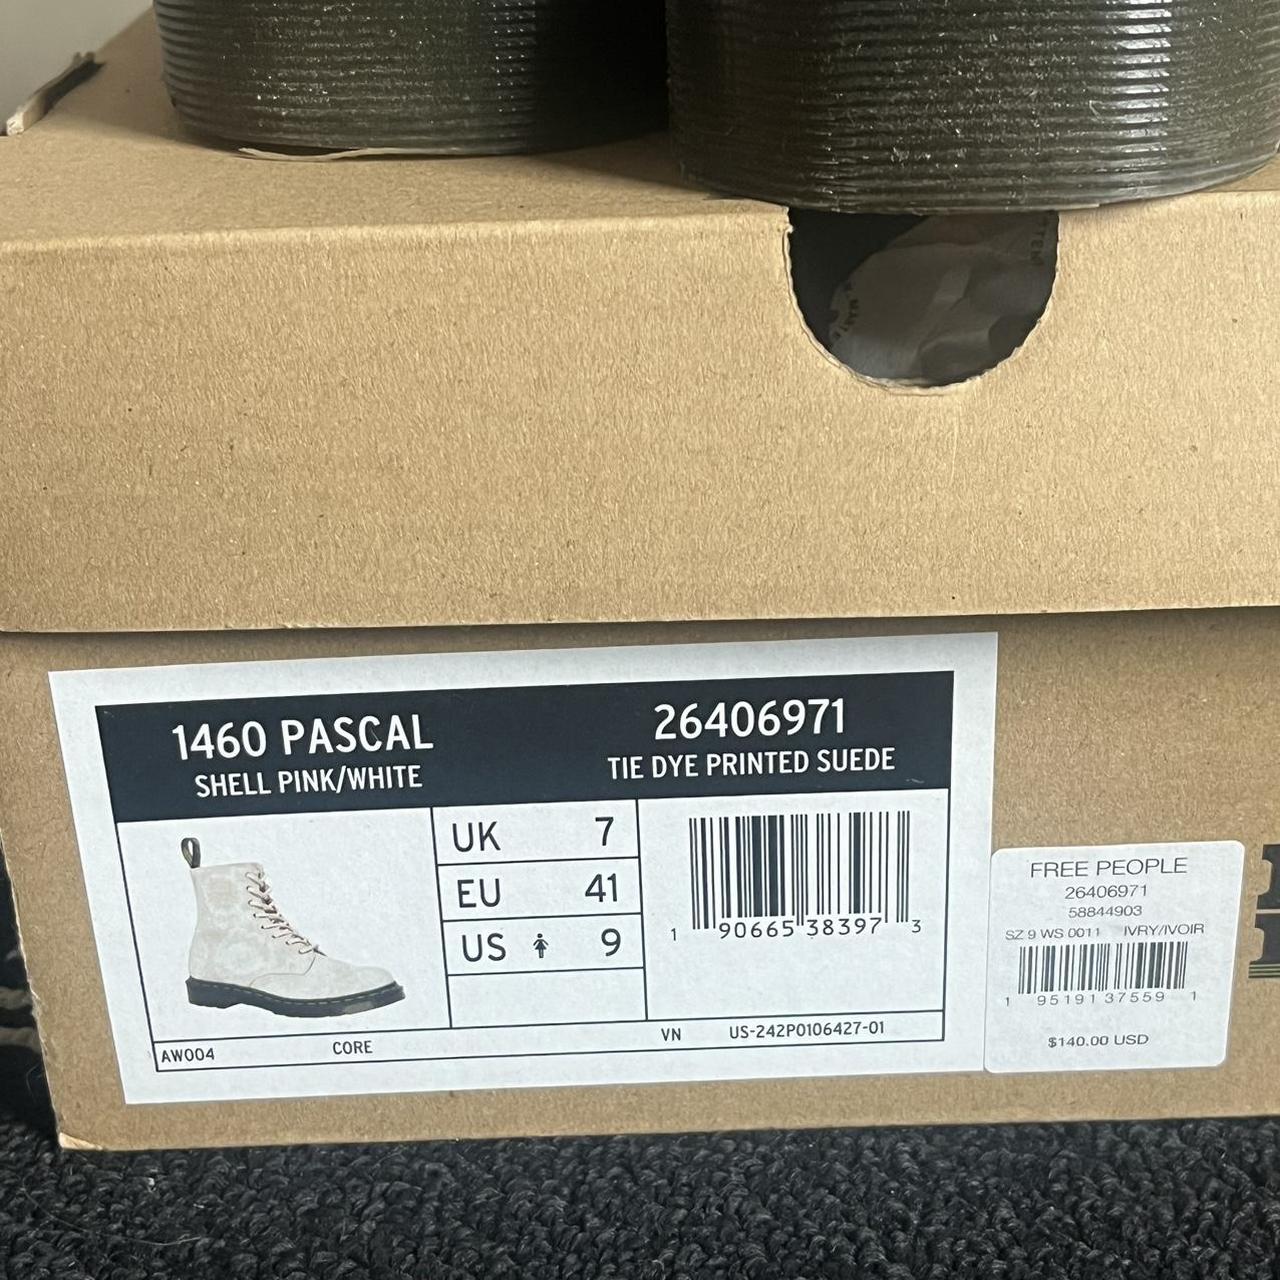 1460 PASCAL
SHELL PINK/WHITE
26406971
TIE DYE PRINTED SUEDE
UK 7
EU 41
US 9
1 90665 38397 3
AW004 CORE VN US-242P0106427-01
FREE PEOPLE
26406971
58844903
SZ 9 WS 0011 IVRY/IVOIR
1 95191 37559 1
$140.00 USD